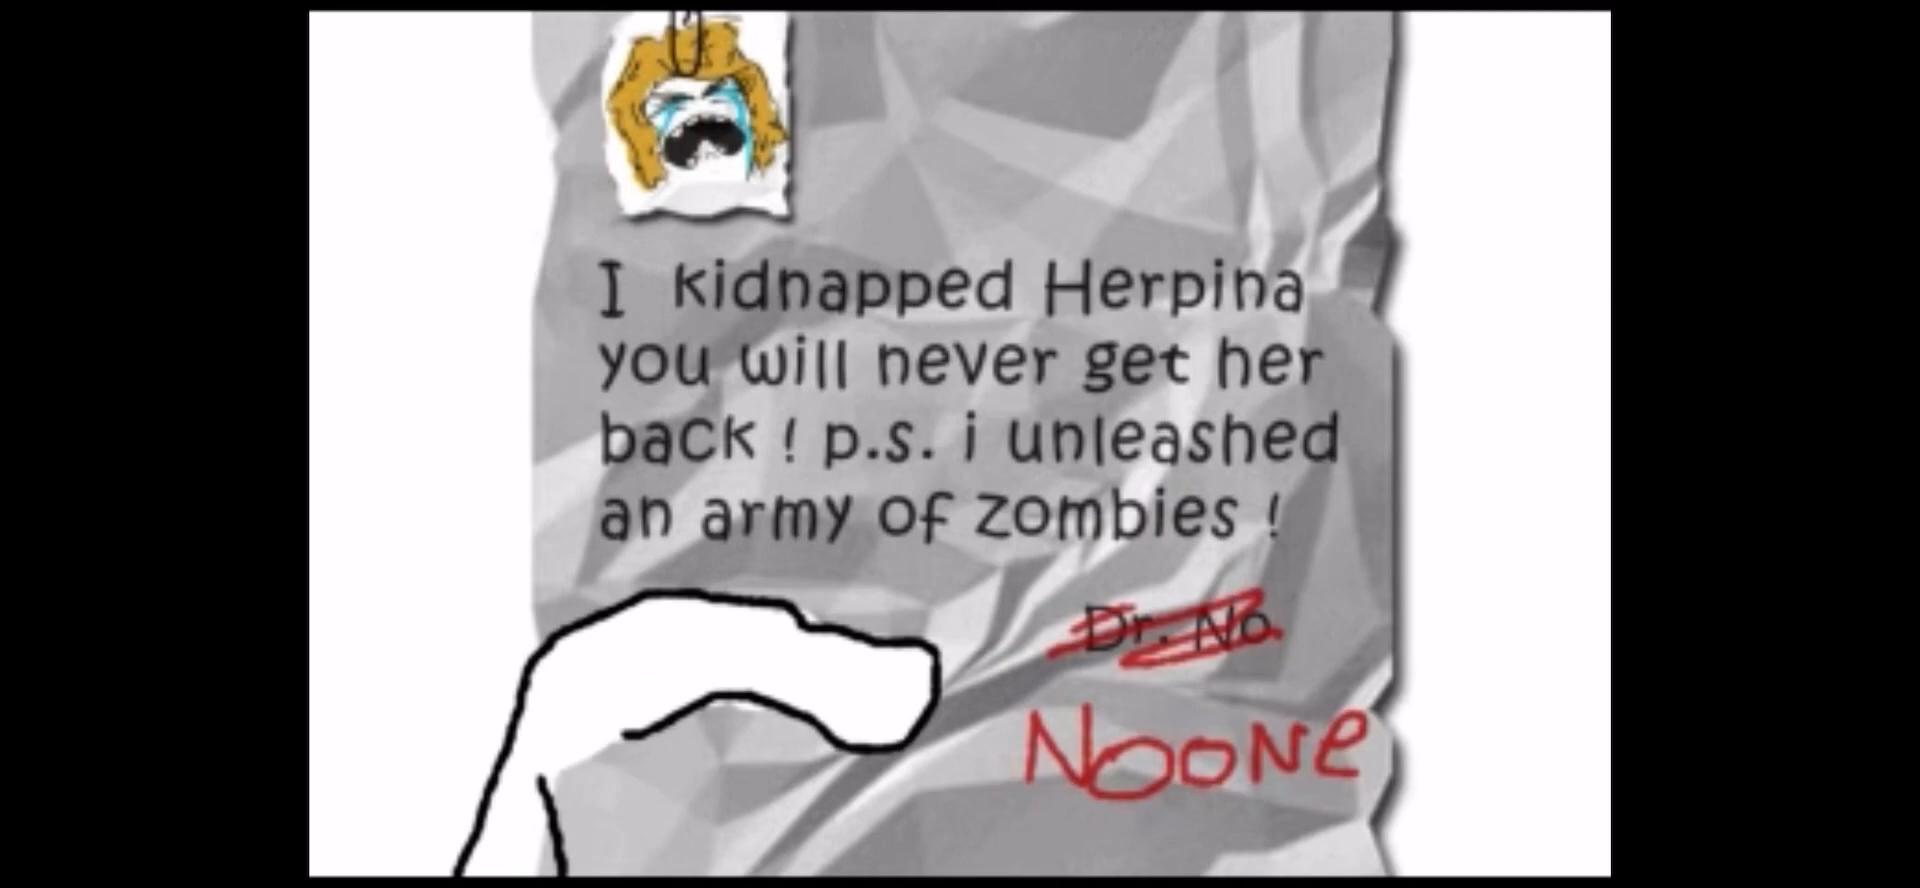 I kidnapped Herpina
you will never get her
back ! p.s. i unleashed
an army of zombies !
Dr. No
NooNe